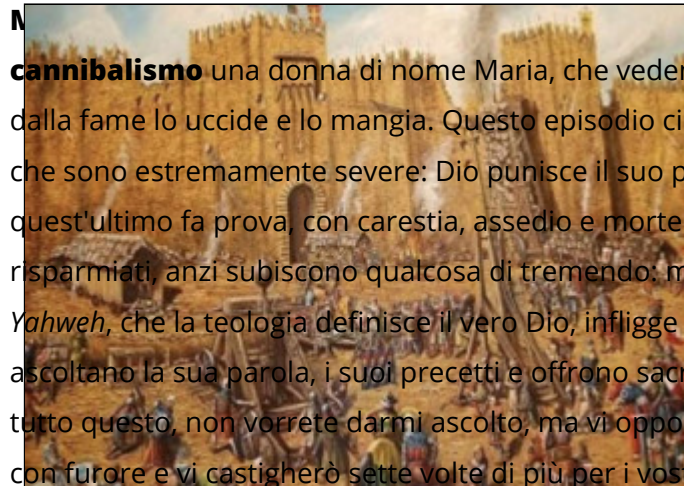 cannibalismo una donna di nome Maria, che veder
dalla fame lo uccide e lo mangia. Questo episodio ci
che sono estremamente severe: Dio punisce il suo p
quest'ultimo fa prova, con carestia, assedio e morte
risparmiati, anzi subiscono qualcosa di tremendo: m
Yahweh, che la teologia definisce il vero Dio, infligge
ascoltano la sua parola, i suoi precetti e offrono sacr
tutto questo, non vorrete darmi ascolto, ma vi oppo
con furore e vi castigherò sette volte di più per i vost